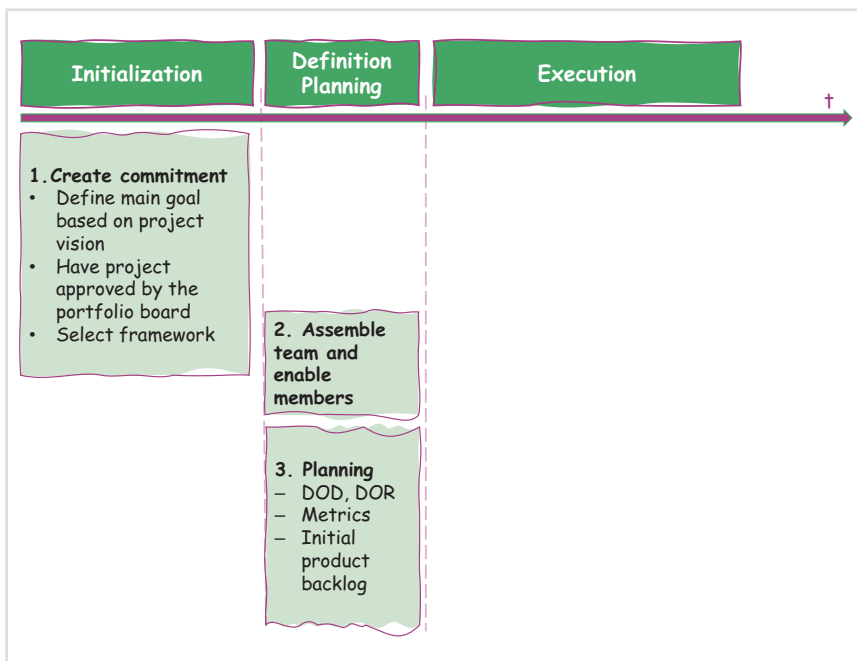 Initialization
Definition
Planning
Execution
t
1. Create commitment
• Define main goal
based on project
vision
• Have project
approved by the
portfolio board
• Select framework
2. Assemble
team and
enable
members
3. Planning
– DOD, DOR
– Metrics
– Initial
product
backlog